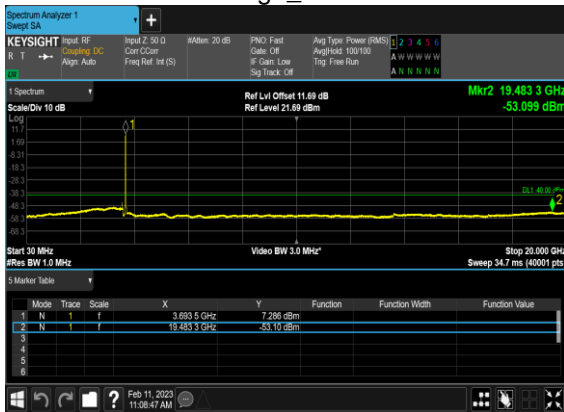 Spectrum Analyzer 1
Swept SA
+
KEYSIGHT Input: RF Input Z: 50 Ω #Atten: 20 dB PNO: Fast Avg Type: Power (RMS) 1 2 3 4 5 6
R T Coupling: DC Corr CCorr Gate: Off Avg|Hold: 100/100 A W W W W W
Align: Auto Freq Ref: Int (S) IF Gain: Low Trig: Free Run
Sig Track: Off A N N N N N
1 Spectrum Ref Lvl Offset 11.69 dB Mkr2 19.483 3 GHz
Scale/Div 10 dB Ref Level 21.69 dBm -53.099 dBm
Log
11.7
1
1.69
-8.31
-18.3
-28.3
-38.3
DL1 -40.00 dBm
2
-48.3
-58.3
-68.3
Start 30 MHz Video BW 3.0 MHz* Stop 20.000 GHz
#Res BW 1.0 MHz Sweep 34.7 ms (40001 pts)
5 Marker Table
Mode Trace Scale X Y Function Function Width Function Value
1 N 1 f 3.693 5 GHz 7.286 dBm
2 N 1 f 19.483 3 GHz -53.10 dBm
3
4
5
6
? Feb 11, 2023
11:08:47 AM